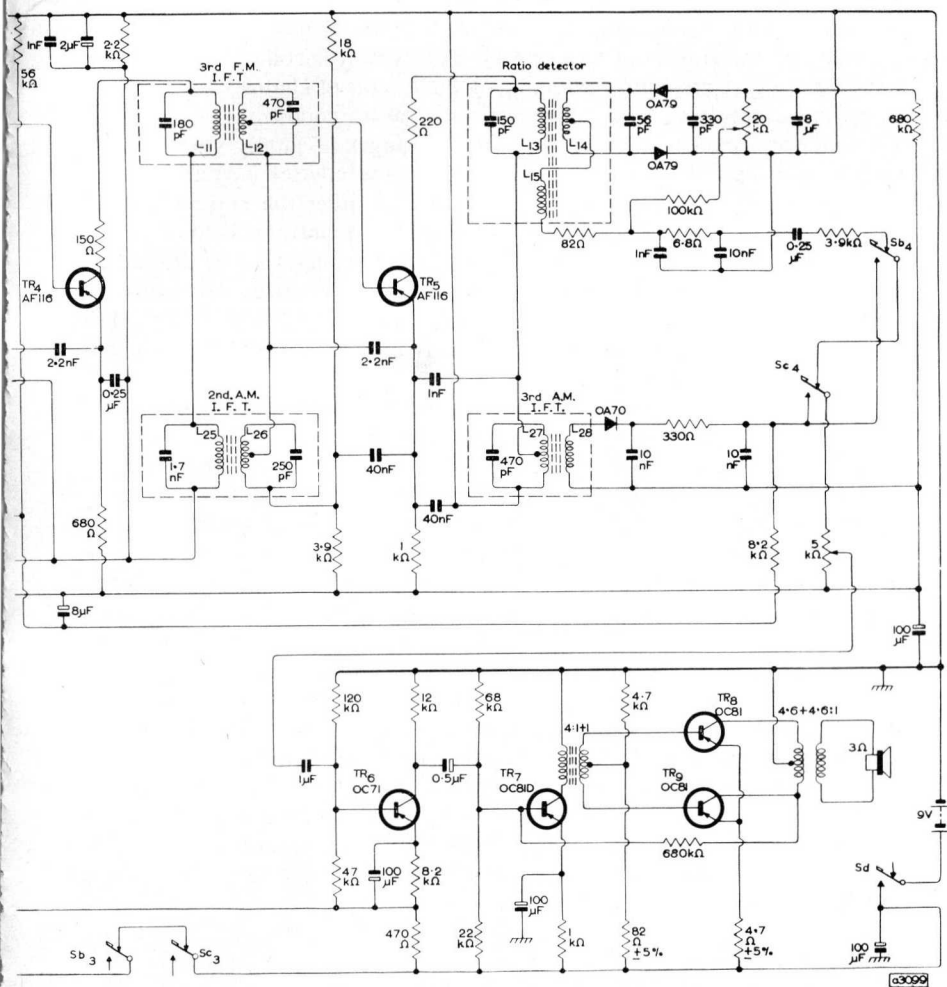 1nF
2µF
2·2
kΩ
56
kΩ
18
kΩ
3rd F.M.
I.F.T
180
pF
470
pF
L11
L12
220
Ω
Ratio detector
150
pF
L13
L14
L15
56
pF
OA79
OA79
330
pF
20
kΩ
8
µF
680
kΩ
100kΩ
82Ω
1nF
6·8Ω
10nF
0·25
µF
3·9kΩ
Sb4
150
Ω
TR4
AF116
TR5
AF116
2·2nF
0·25
µF
2·2nF
1nF
Sc4
2nd. A.M.
I.F.T.
L25
L26
1·7
nF
250
pF
40nF
40nF
3rd A.M.
I.F.T.
L27
L28
470
pF
OA70
10
nF
330Ω
10
nF
680
Ω
3·9
kΩ
1
kΩ
8·2
kΩ
5
kΩ
8µF
100
µF
120
kΩ
12
kΩ
68
kΩ
4·7
kΩ
4:1+1
TR8
OC81
4·6+4·6:1
3Ω
1µF
TR6
OC71
0·5µF
TR7
OC81D
TR9
OC81
680kΩ
9V
47
kΩ
100
µF
8·2
kΩ
100
µF
Sd
470
Ω
22
kΩ
1
kΩ
82
Ω
±5%
4·7
Ω
±5%
100
µF
Sb3
Sc3
a3099